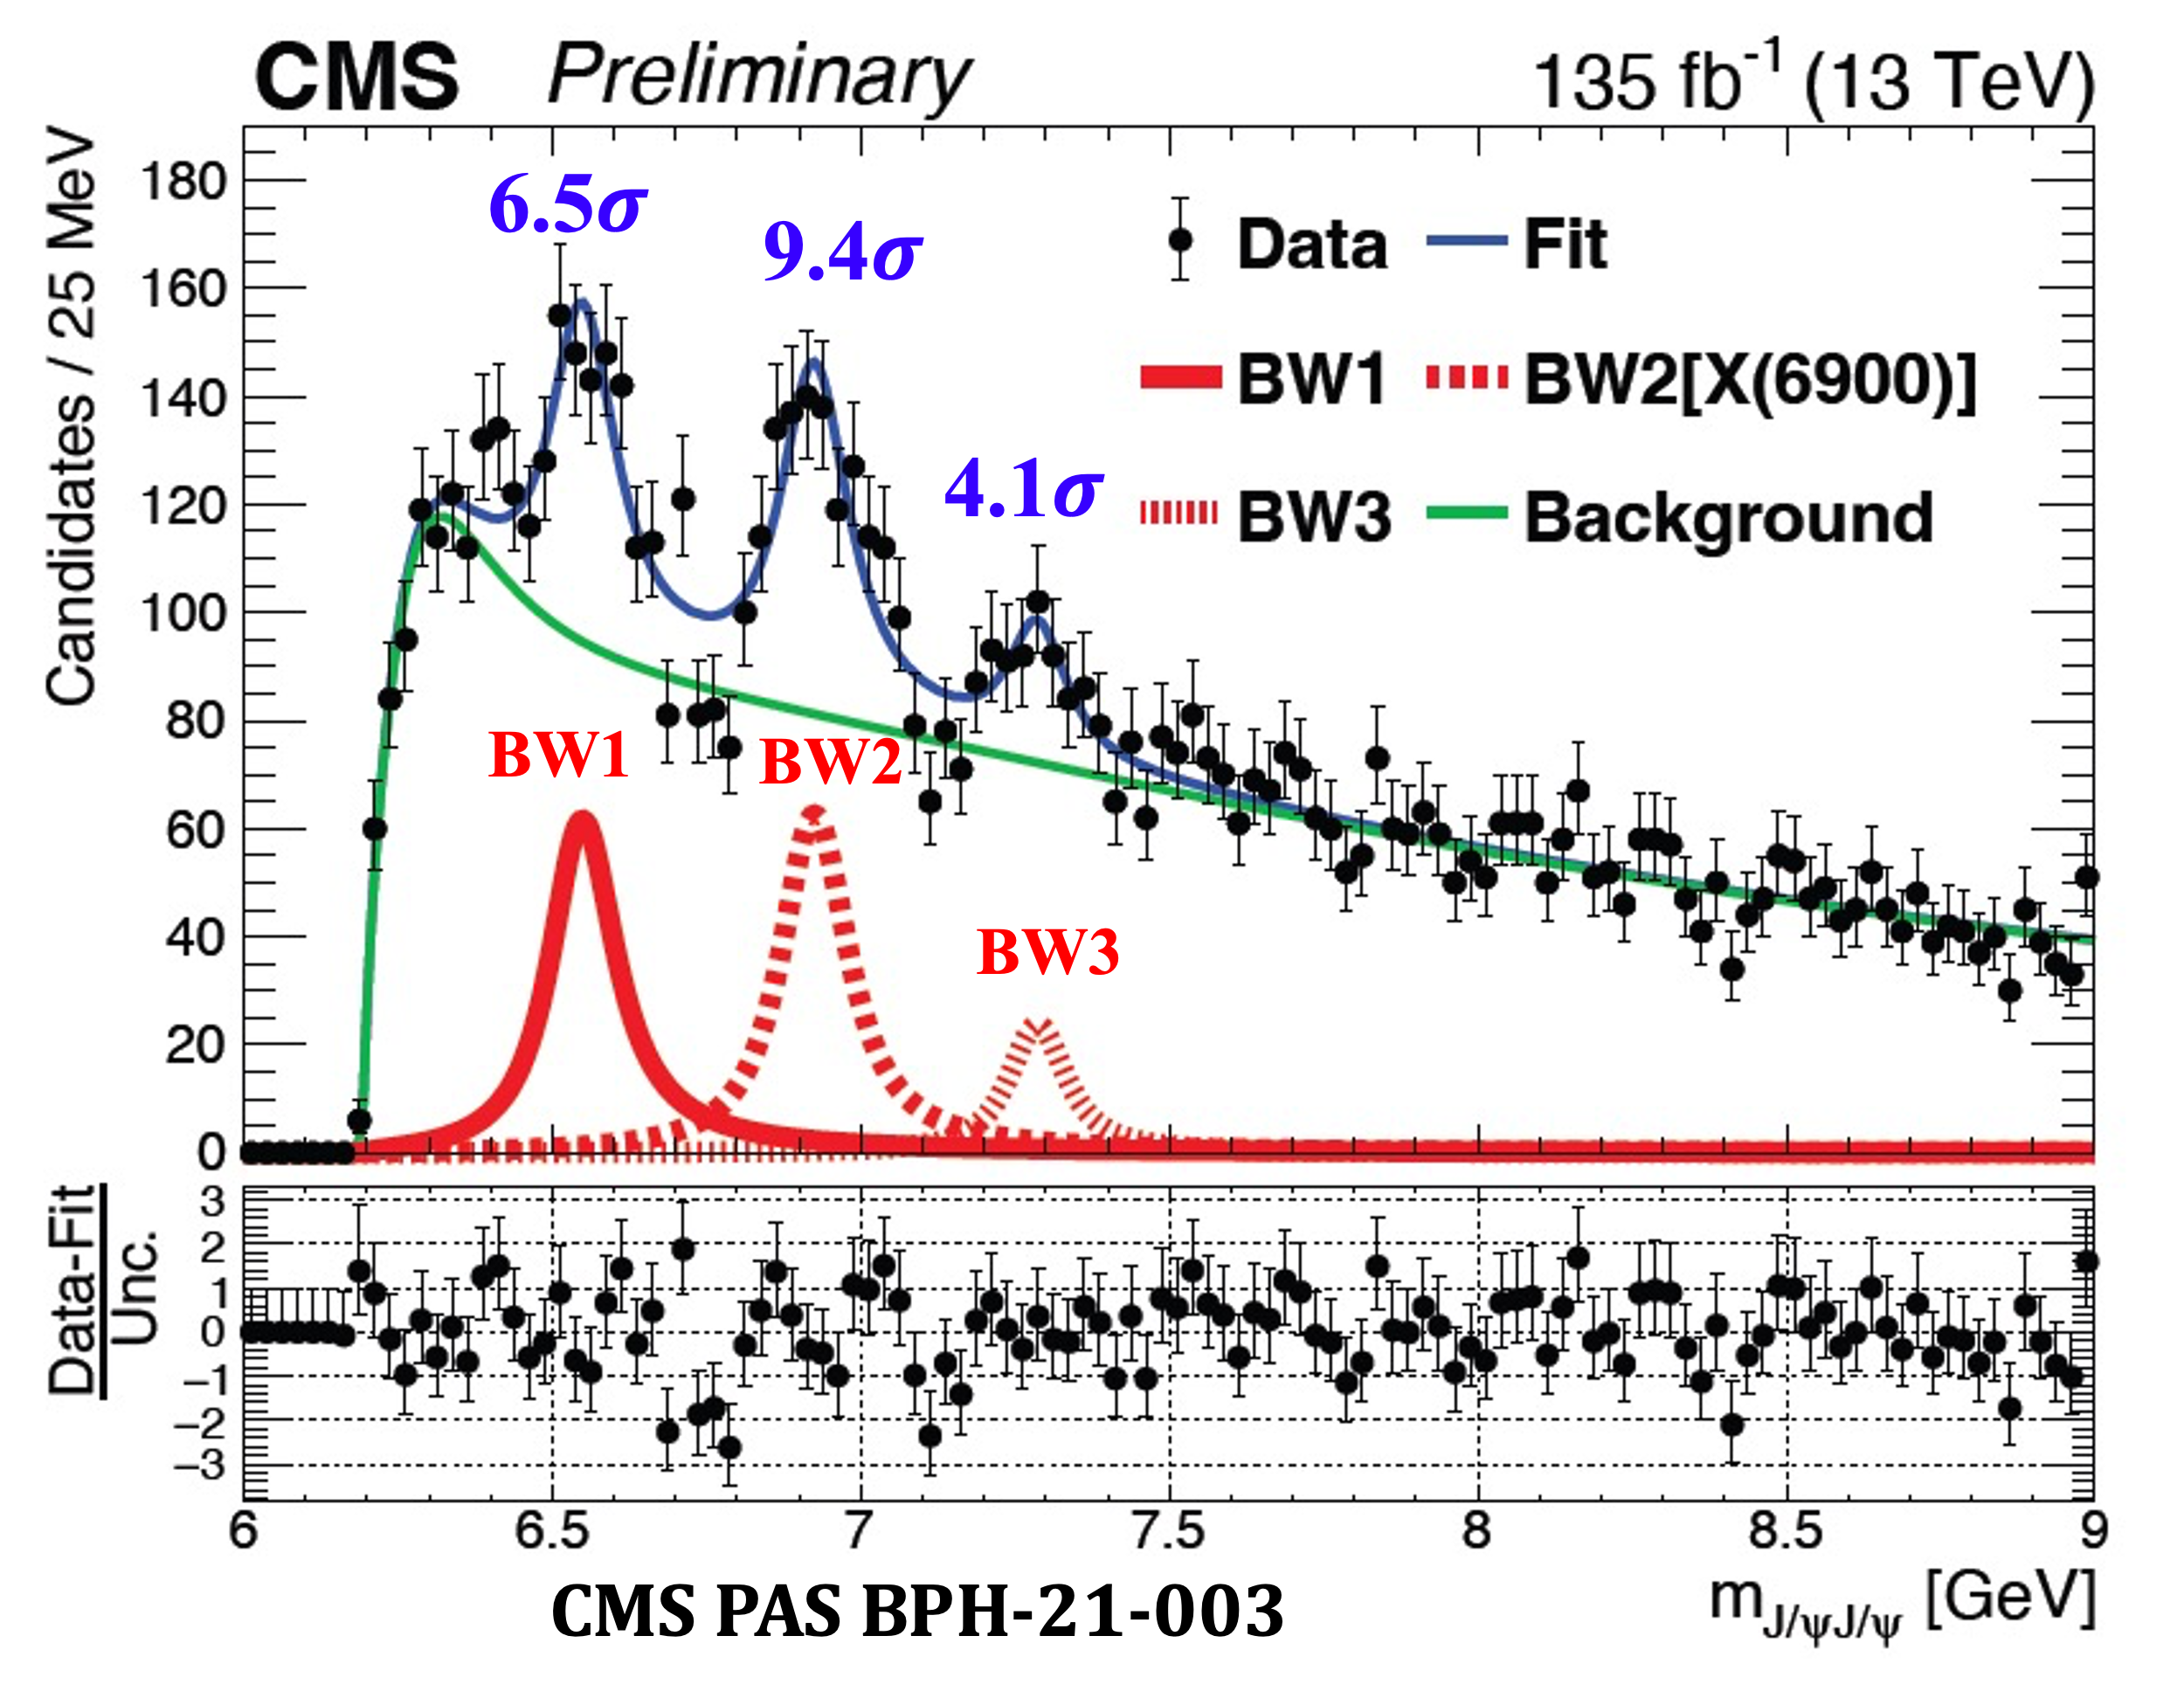 CMS Preliminary 135 fb⁻¹ (13 TeV)
Candidates / 25 MeV
180
160
140
120
100
80
60
40
20
0
6.5σ
9.4σ
4.1σ
Data Fit
BW1 BW2[X(6900)]
BW3 Background
BW1
BW2
BW3
Data-Fit
Unc.
3
2
1
0
−1
−2
−3
6 6.5 7 7.5 8 8.5 9
CMS PAS BPH-21-003
m_J/ψJ/ψ [GeV]